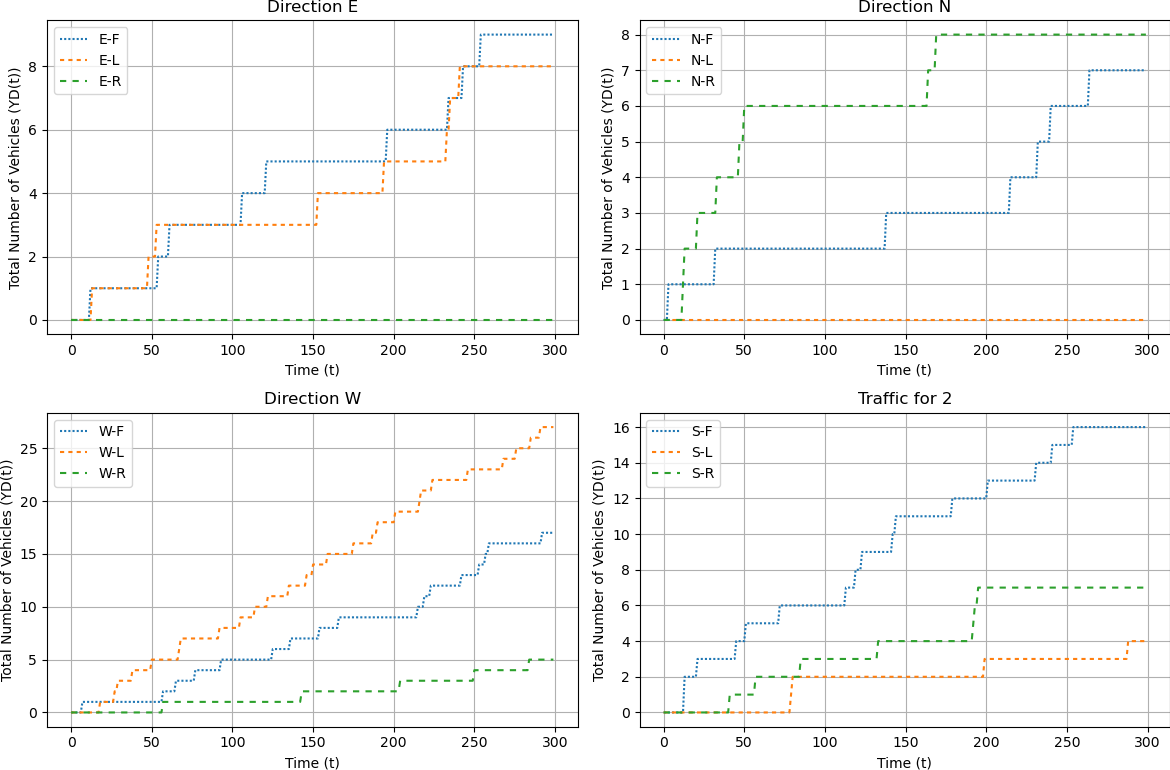 Direction E
Total Number of Vehicles (YD(t))
E-F
E-L
E-R
8
6
4
2
0
0 50 100 150 200 250 300
Time (t)
Direction N
Total Number of Vehicles (YD(t))
N-F
N-L
N-R
8
7
6
5
4
3
2
1
0
0 50 100 150 200 250 300
Time (t)
Direction W
Total Number of Vehicles (YD(t))
W-F
W-L
W-R
25
20
15
10
5
0
0 50 100 150 200 250 300
Time (t)
Traffic for 2
Total Number of Vehicles (YD(t))
S-F
S-L
S-R
16
14
12
10
8
6
4
2
0
0 50 100 150 200 250 300
Time (t)